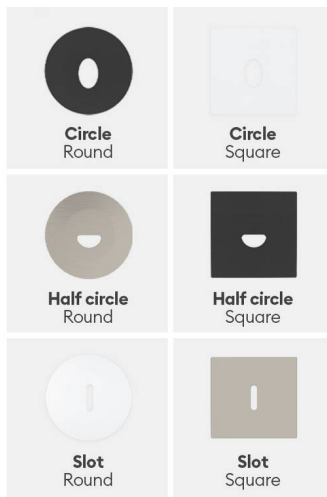 Circle
Round
Circle
Square
Half circle
Round
Half circle
Square
Slot
Round
Slot
Square